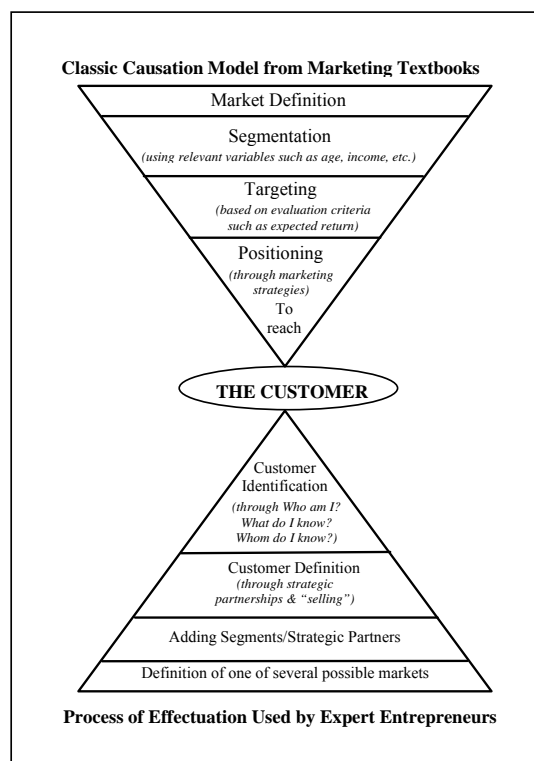 Classic Causation Model from Marketing Textbooks
Market Definition
Segmentation
(using relevant variables such as age, income, etc.)
Targeting
(based on evaluation criteria
such as expected return)
Positioning
(through marketing
strategies)
To
reach
THE CUSTOMER
Customer
Identification
(through Who am I?
What do I know?
Whom do I know?)
Customer Definition
(through strategic
partnerships & “selling”)
Adding Segments/Strategic Partners
Definition of one of several possible markets
Process of Effectuation Used by Expert Entrepreneurs